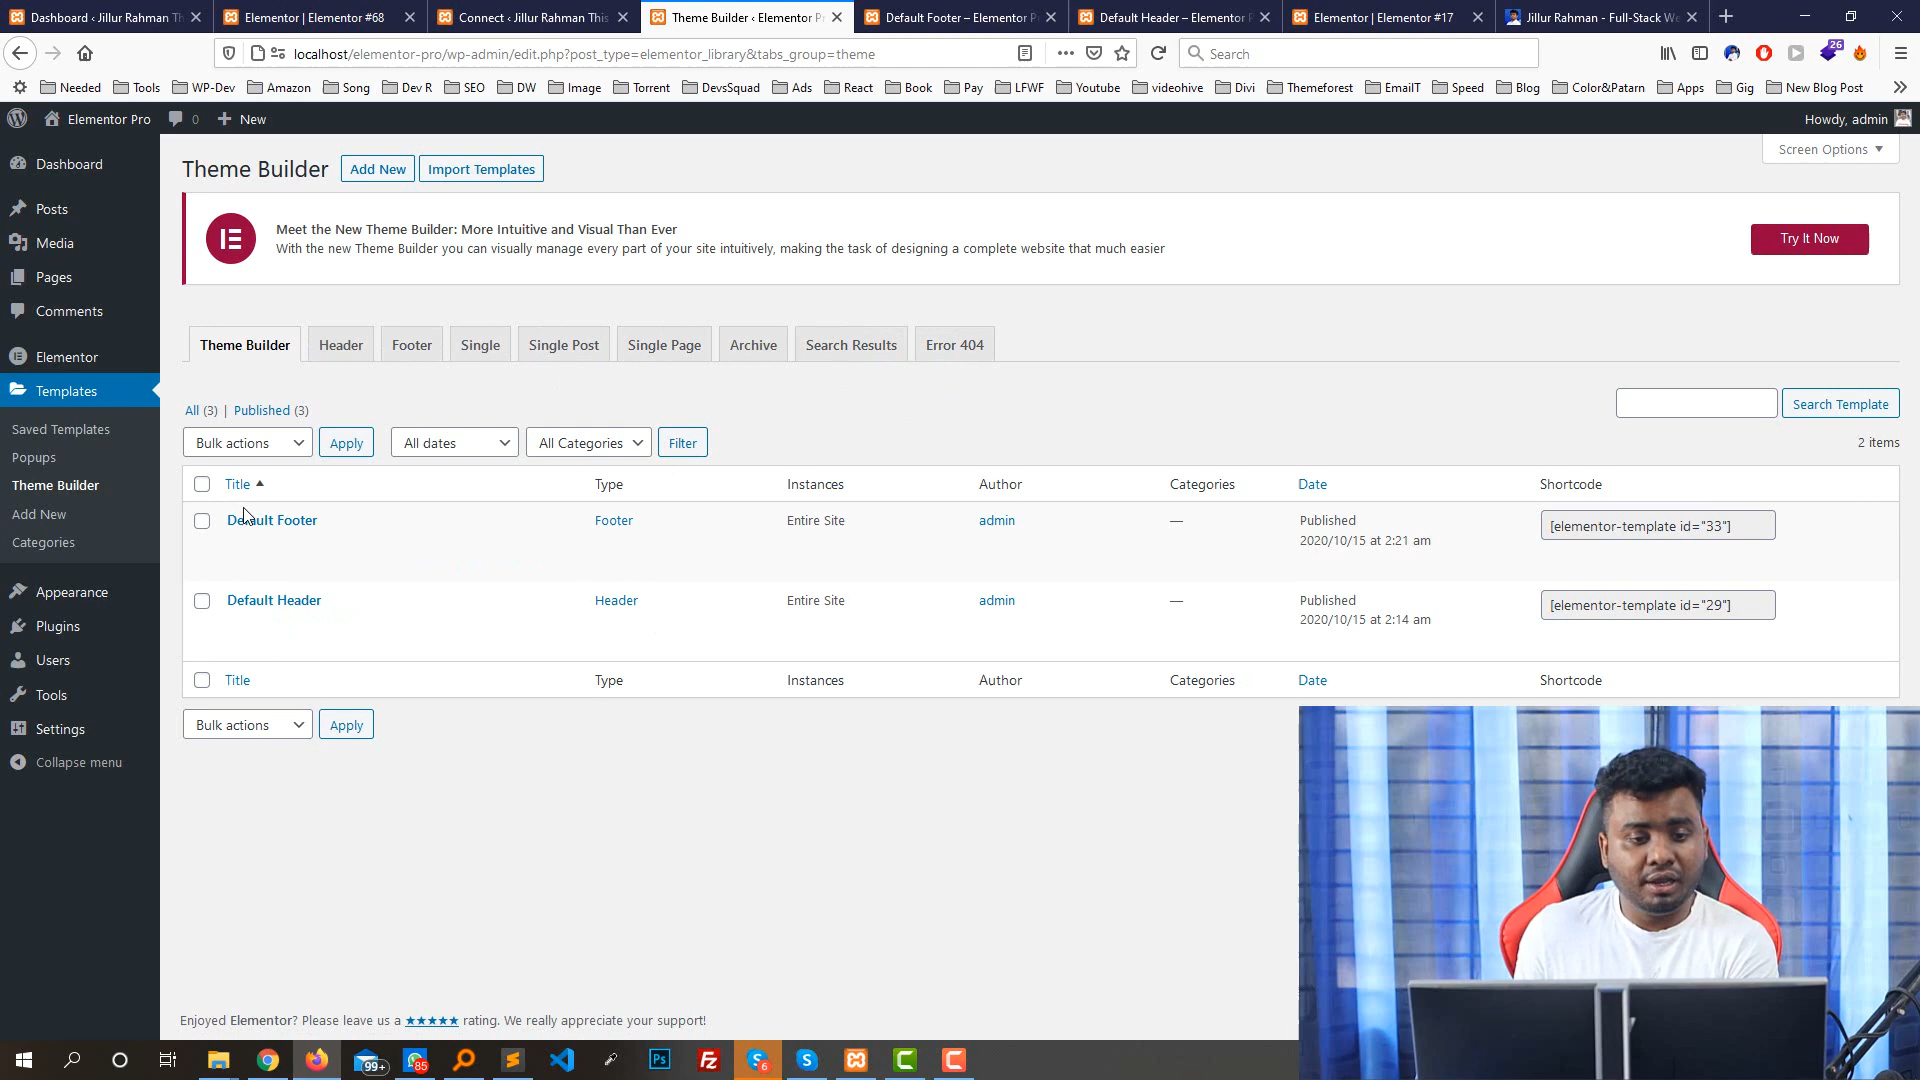 Dashboard ‹ Jillur Rahman Th
Elementor | Elementor #68
Connect ‹ Jillur Rahman This
Theme Builder ‹ Elementor P
Default Footer – Elementor P
Default Header – Elementor P
Elementor | Elementor #17
Jillur Rahman - Full-Stack We
localhost/elementor-pro/wp-admin/edit.php?post_type=elementor_library&tabs_group=theme
Search
26
Needed
Tools
WP-Dev
Amazon
Song
Dev R
SEO
DW
Image
Torrent
DevsSquad
Ads
React
Book
Pay
LFWF
Youtube
videohive
Divi
Themeforest
EmailT
Speed
Blog
Color&Patarn
Apps
Gig
New Blog Post
Elementor Pro
0
New
Howdy, admin
Dashboard
Posts
Media
Pages
Comments
Elementor
Templates
Saved Templates
Popups
Theme Builder
Add New
Categories
Appearance
Plugins
Users
Tools
Settings
Collapse menu
Screen Options
Theme Builder
Add New
Import Templates
Meet the New Theme Builder: More Intuitive and Visual Than Ever
With the new Theme Builder you can visually manage every part of your site intuitively, making the task of designing a complete website that much easier
Try It Now
Theme Builder
Header
Footer
Single
Single Post
Single Page
Archive
Search Results
Error 404
All (3) | Published (3)
Search Template
Bulk actions
Apply
All dates
All Categories
Filter
2 items
Title
Type
Instances
Author
Categories
Date
Shortcode
Default Footer
Footer
Entire Site
admin
—
Published
2020/10/15 at 2:21 am
[elementor-template id="33"]
Default Header
Header
Entire Site
admin
—
Published
2020/10/15 at 2:14 am
[elementor-template id="29"]
Title
Type
Instances
Author
Categories
Date
Shortcode
Bulk actions
Apply
Enjoyed Elementor? Please leave us a ★★★★★ rating. We really appreciate your support!
99+
85
Ps
Fz
S
6
S
C
C